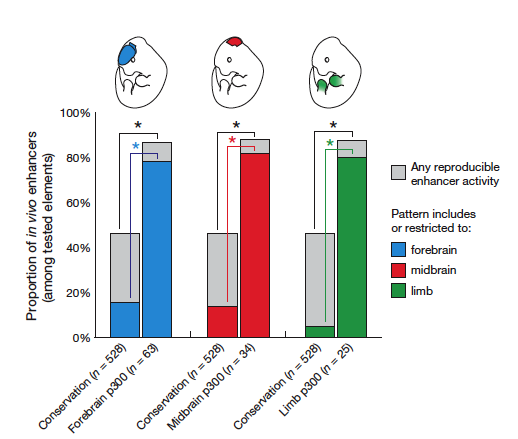 *
*
*
*
*
*
100%
80%
60%
40%
20%
0%
Proportion of in vivo enhancers
(among tested elements)
Conservation (n = 528)
Forebrain p300 (n = 63)
Conservation (n = 528)
Midbrain p300 (n = 34)
Conservation (n = 528)
Limb p300 (n = 25)
Any reproducible
enhancer activity
Pattern includes
or restricted to:
forebrain
midbrain
limb